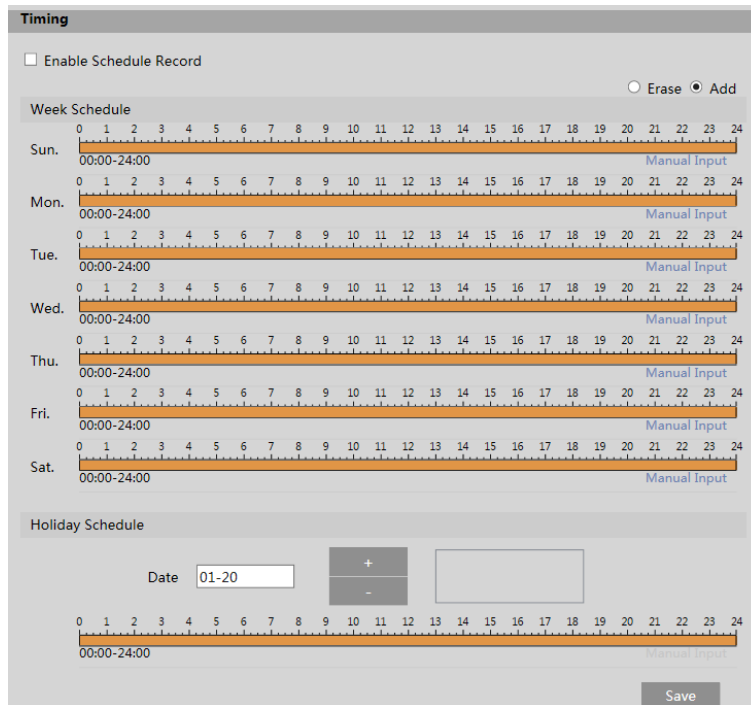 Timing
Enable Schedule Record
Erase Add
Week Schedule
0 1 2 3 4 5 6 7 8 9 10 11 12 13 14 15 16 17 18 19 20 21 22 23 24
Sun.
00:00-24:00 Manual Input
0 1 2 3 4 5 6 7 8 9 10 11 12 13 14 15 16 17 18 19 20 21 22 23 24
Mon.
00:00-24:00 Manual Input
0 1 2 3 4 5 6 7 8 9 10 11 12 13 14 15 16 17 18 19 20 21 22 23 24
Tue.
00:00-24:00 Manual Input
0 1 2 3 4 5 6 7 8 9 10 11 12 13 14 15 16 17 18 19 20 21 22 23 24
Wed.
00:00-24:00 Manual Input
0 1 2 3 4 5 6 7 8 9 10 11 12 13 14 15 16 17 18 19 20 21 22 23 24
Thu.
00:00-24:00 Manual Input
0 1 2 3 4 5 6 7 8 9 10 11 12 13 14 15 16 17 18 19 20 21 22 23 24
Fri.
00:00-24:00 Manual Input
0 1 2 3 4 5 6 7 8 9 10 11 12 13 14 15 16 17 18 19 20 21 22 23 24
Sat.
00:00-24:00 Manual Input
Holiday Schedule
+
Date 01-20
-
0 1 2 3 4 5 6 7 8 9 10 11 12 13 14 15 16 17 18 19 20 21 22 23 24
00:00-24:00 Manual Input
Save